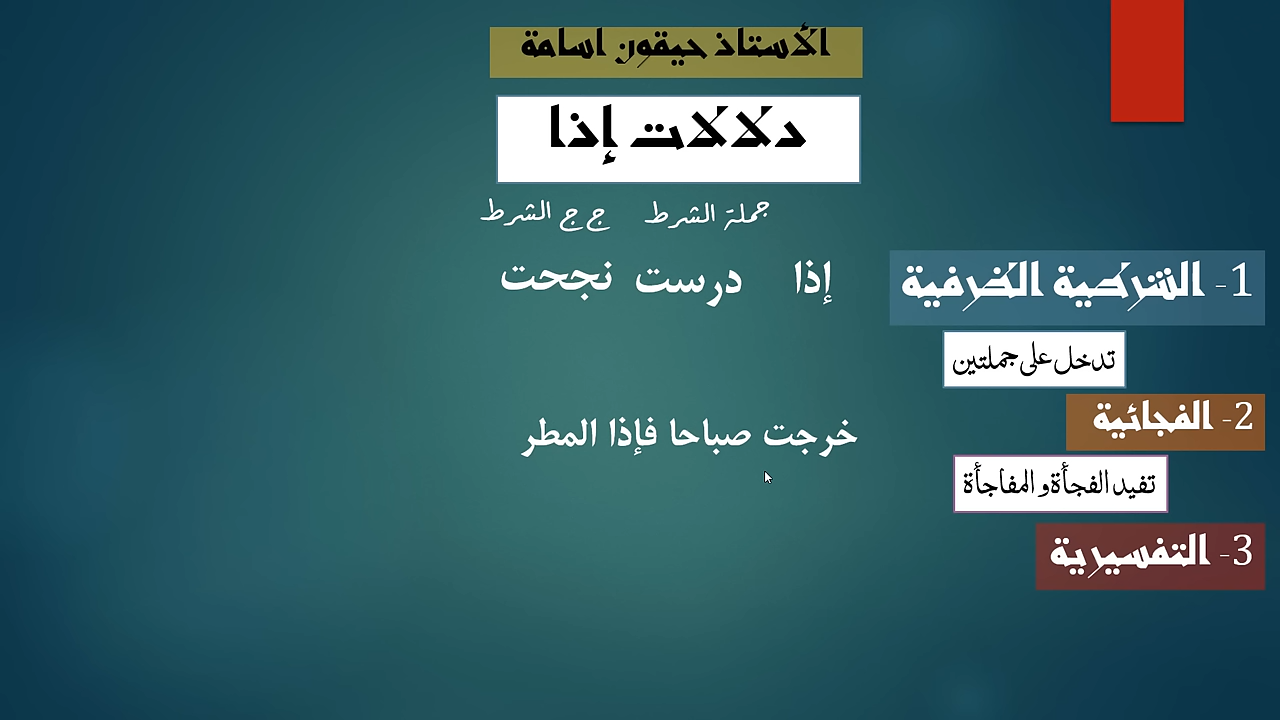 الأستاذ حيقون اسامة
دلالات إذا
جملة الشرط ج ج الشرط
1- الشرطية الظرفية
إذا درست نجحت
تدخل على جملتين
2- الفجائية
خرجت صباحا فإذا المطر
تفيد الفجأة و المفاجأة
3- التفسيرية